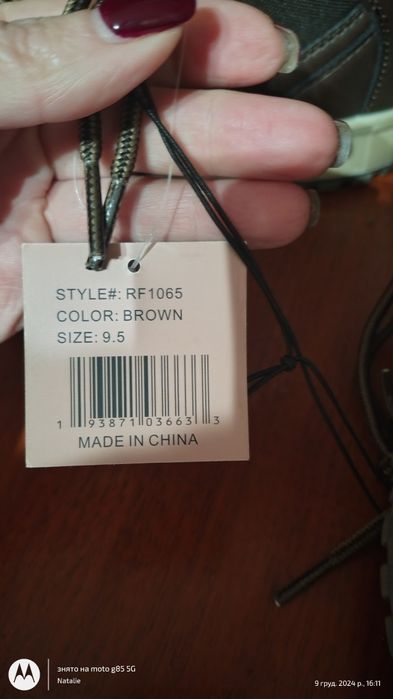 STYLE#: RF1065
COLOR: BROWN
SIZE: 9.5
1 93871 03663 3
MADE IN CHINA
знято на moto g85 5G
Natalie
9 груд. 2024 р., 16:11